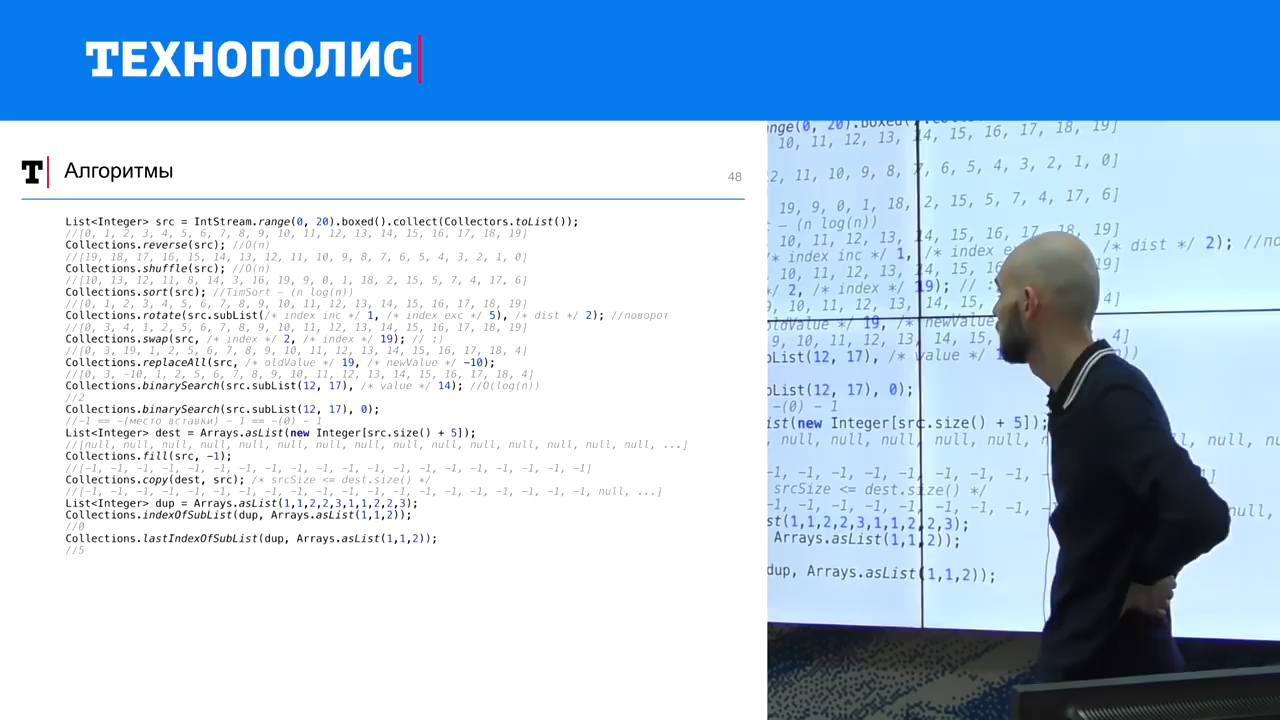 ТЕХНОПОЛИС
T
Алгоритмы
48
List<Integer> src = IntStream.range(0, 20).boxed().collect(Collectors.toList());
//[0, 1, 2, 3, 4, 5, 6, 7, 8, 9, 10, 11, 12, 13, 14, 15, 16, 17, 18, 19]
Collections.reverse(src); //O(n)
//[19, 18, 17, 16, 15, 14, 13, 12, 11, 10, 9, 8, 7, 6, 5, 4, 3, 2, 1, 0]
Collections.shuffle(src); //O(n)
//[10, 13, 12, 11, 8, 14, 3, 16, 19, 9, 0, 1, 18, 2, 15, 5, 7, 4, 17, 6]
Collections.sort(src); //TimSort – (n log(n))
//[0, 1, 2, 3, 4, 5, 6, 7, 8, 9, 10, 11, 12, 13, 14, 15, 16, 17, 18, 19]
Collections.rotate(src.subList(/* index inc */ 1, /* index exc */ 5), /* dist */ 2); //поворот
//[0, 3, 4, 1, 2, 5, 6, 7, 8, 9, 10, 11, 12, 13, 14, 15, 16, 17, 18, 19]
Collections.swap(src, /* index */ 2, /* index */ 19); // :)
//[0, 3, 19, 1, 2, 5, 6, 7, 8, 9, 10, 11, 12, 13, 14, 15, 16, 17, 18, 4]
Collections.replaceAll(src, /* oldValue */ 19, /* newValue */ -10);
//[0, 3, -10, 1, 2, 5, 6, 7, 8, 9, 10, 11, 12, 13, 14, 15, 16, 17, 18, 4]
Collections.binarySearch(src.subList(12, 17), /* value */ 14); //O(log(n))
//2
Collections.binarySearch(src.subList(12, 17), 0);
//-1 == -(место вставки) - 1 == -(0) - 1
List<Integer> dest = Arrays.asList(new Integer[src.size() + 5]);
//[null, null, null, null, null, null, null, null, null, null, null, null, null, null, null, ...]
Collections.fill(src, -1);
//[-1, -1, -1, -1, -1, -1, -1, -1, -1, -1, -1, -1, -1, -1, -1, -1, -1, -1, -1, -1]
Collections.copy(dest, src); /* srcSize <= dest.size() */
//[-1, -1, -1, -1, -1, -1, -1, -1, -1, -1, -1, -1, -1, -1, -1, -1, -1, -1, -1, -1, null, ...]
List<Integer> dup = Arrays.asList(1,1,2,2,3,1,1,2,2,3);
Collections.indexOfSubList(dup, Arrays.asList(1,1,2));
//0
Collections.lastIndexOfSubList(dup, Arrays.asList(1,1,2));
//5